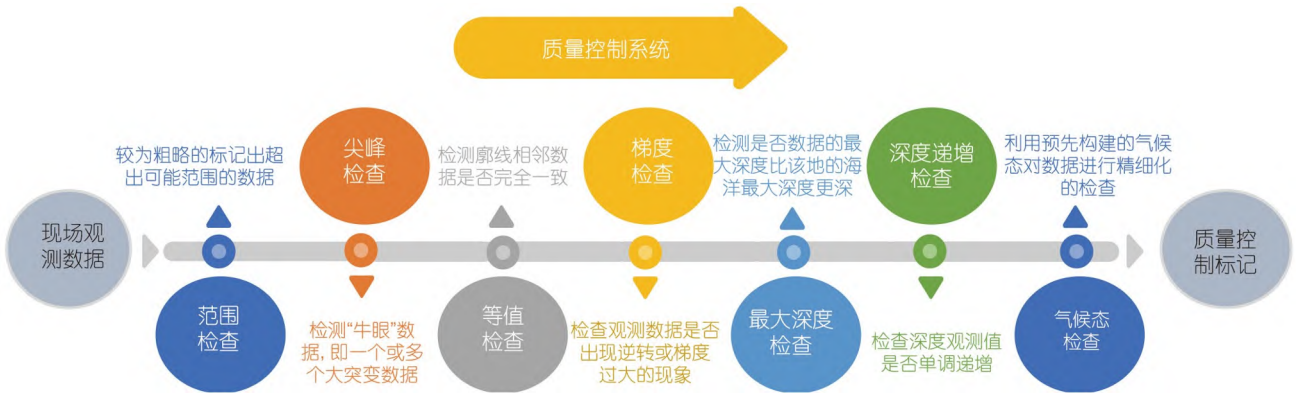 质量控制系统
现场观
测数据
较为粗略的标记出超
出可能范围的数据
范围
检查
尖峰
检查
检测“牛眼”数
据, 即一个或多
个大突变数据
检测廓线相邻数
据是否完全一致
等值
检查
梯度
检查
检查观测数据是否
出现逆转或梯度
过大的现象
检测是否数据的最
大深度比该地的海
洋最大深度更深
最大深度
检查
深度递增
检查
检查深度观测值
是否单调递增
利用预先构建的气候
态对数据进行精细化
的检查
气候态
检查
质量控
制标记